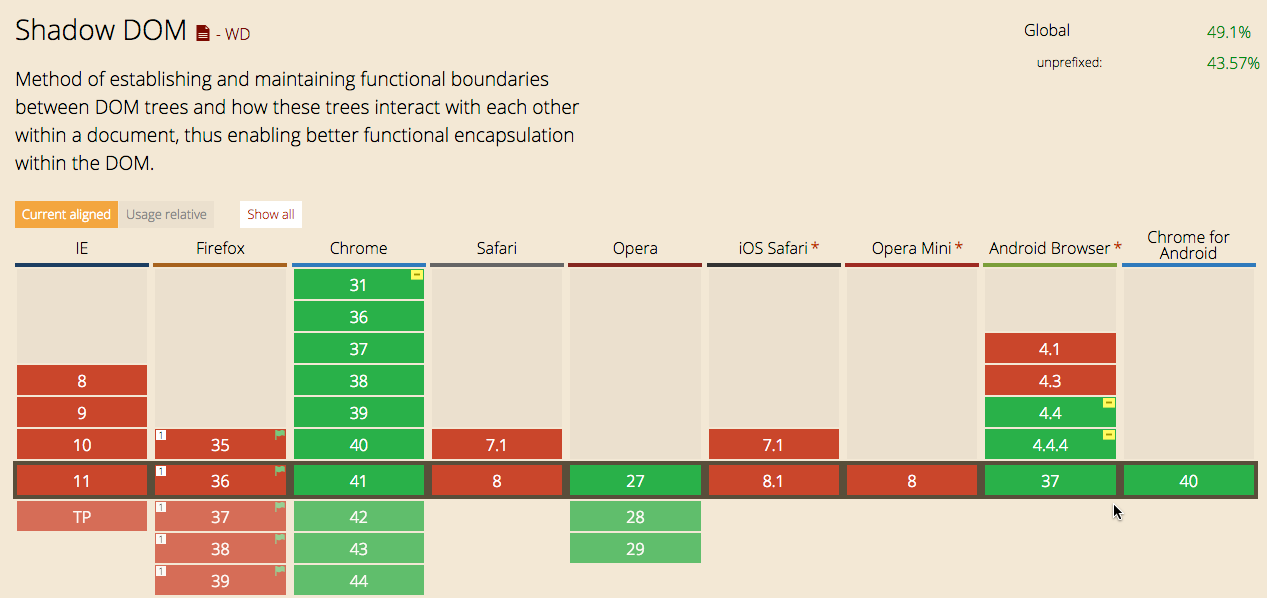 Shadow DOM - WD
Global 49.1%
unprefixed: 43.57%
Method of establishing and maintaining functional boundaries
between DOM trees and how these trees interact with each other
within a document, thus enabling better functional encapsulation
within the DOM.
Current aligned Usage relative Show all
IE Firefox Chrome Safari Opera iOS Safari * Opera Mini * Android Browser * Chrome for
Android
31
36
37 4.1
8 38 4.3
9 39 4.4
10 1 35 40 7.1 7.1 4.4.4
11 1 36 41 8 27 8.1 8 37 40
TP 1 37 42 28
1 38 43 29
1 39 44